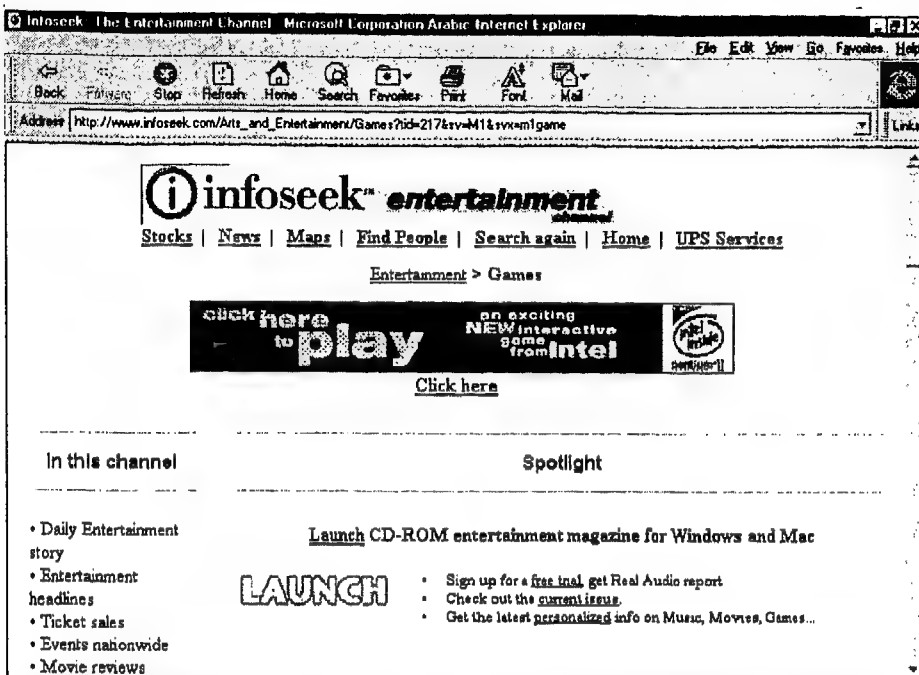 Infoseek: The Entertainment Channel - Microsoft Corporation Arabic Internet Explorer
File Edit View Go Favorites Help
Back Forward Stop Refresh Home Search Favorites Print Font Mail
Address http://www.infoseek.com/Arts_and_Entertainment/Games?tid=217&sv=M1&svx=m1game Links
infoseek™ entertainment
channel
Stocks | News | Maps | Find People | Search again | Home | UPS Services
Entertainment > Games
click here to play
an exciting NEW interactive game from Intel
intel inside
pentium II
Click here
In this channel
Spotlight
• Daily Entertainment story
• Entertainment headlines
• Ticket sales
• Events nationwide
• Movie reviews
Launch CD-ROM entertainment magazine for Windows and Mac
LAUNCH
• Sign up for a free trial, get Real Audio report
• Check out the current issue.
• Get the latest personalized info on Music, Movies, Games...